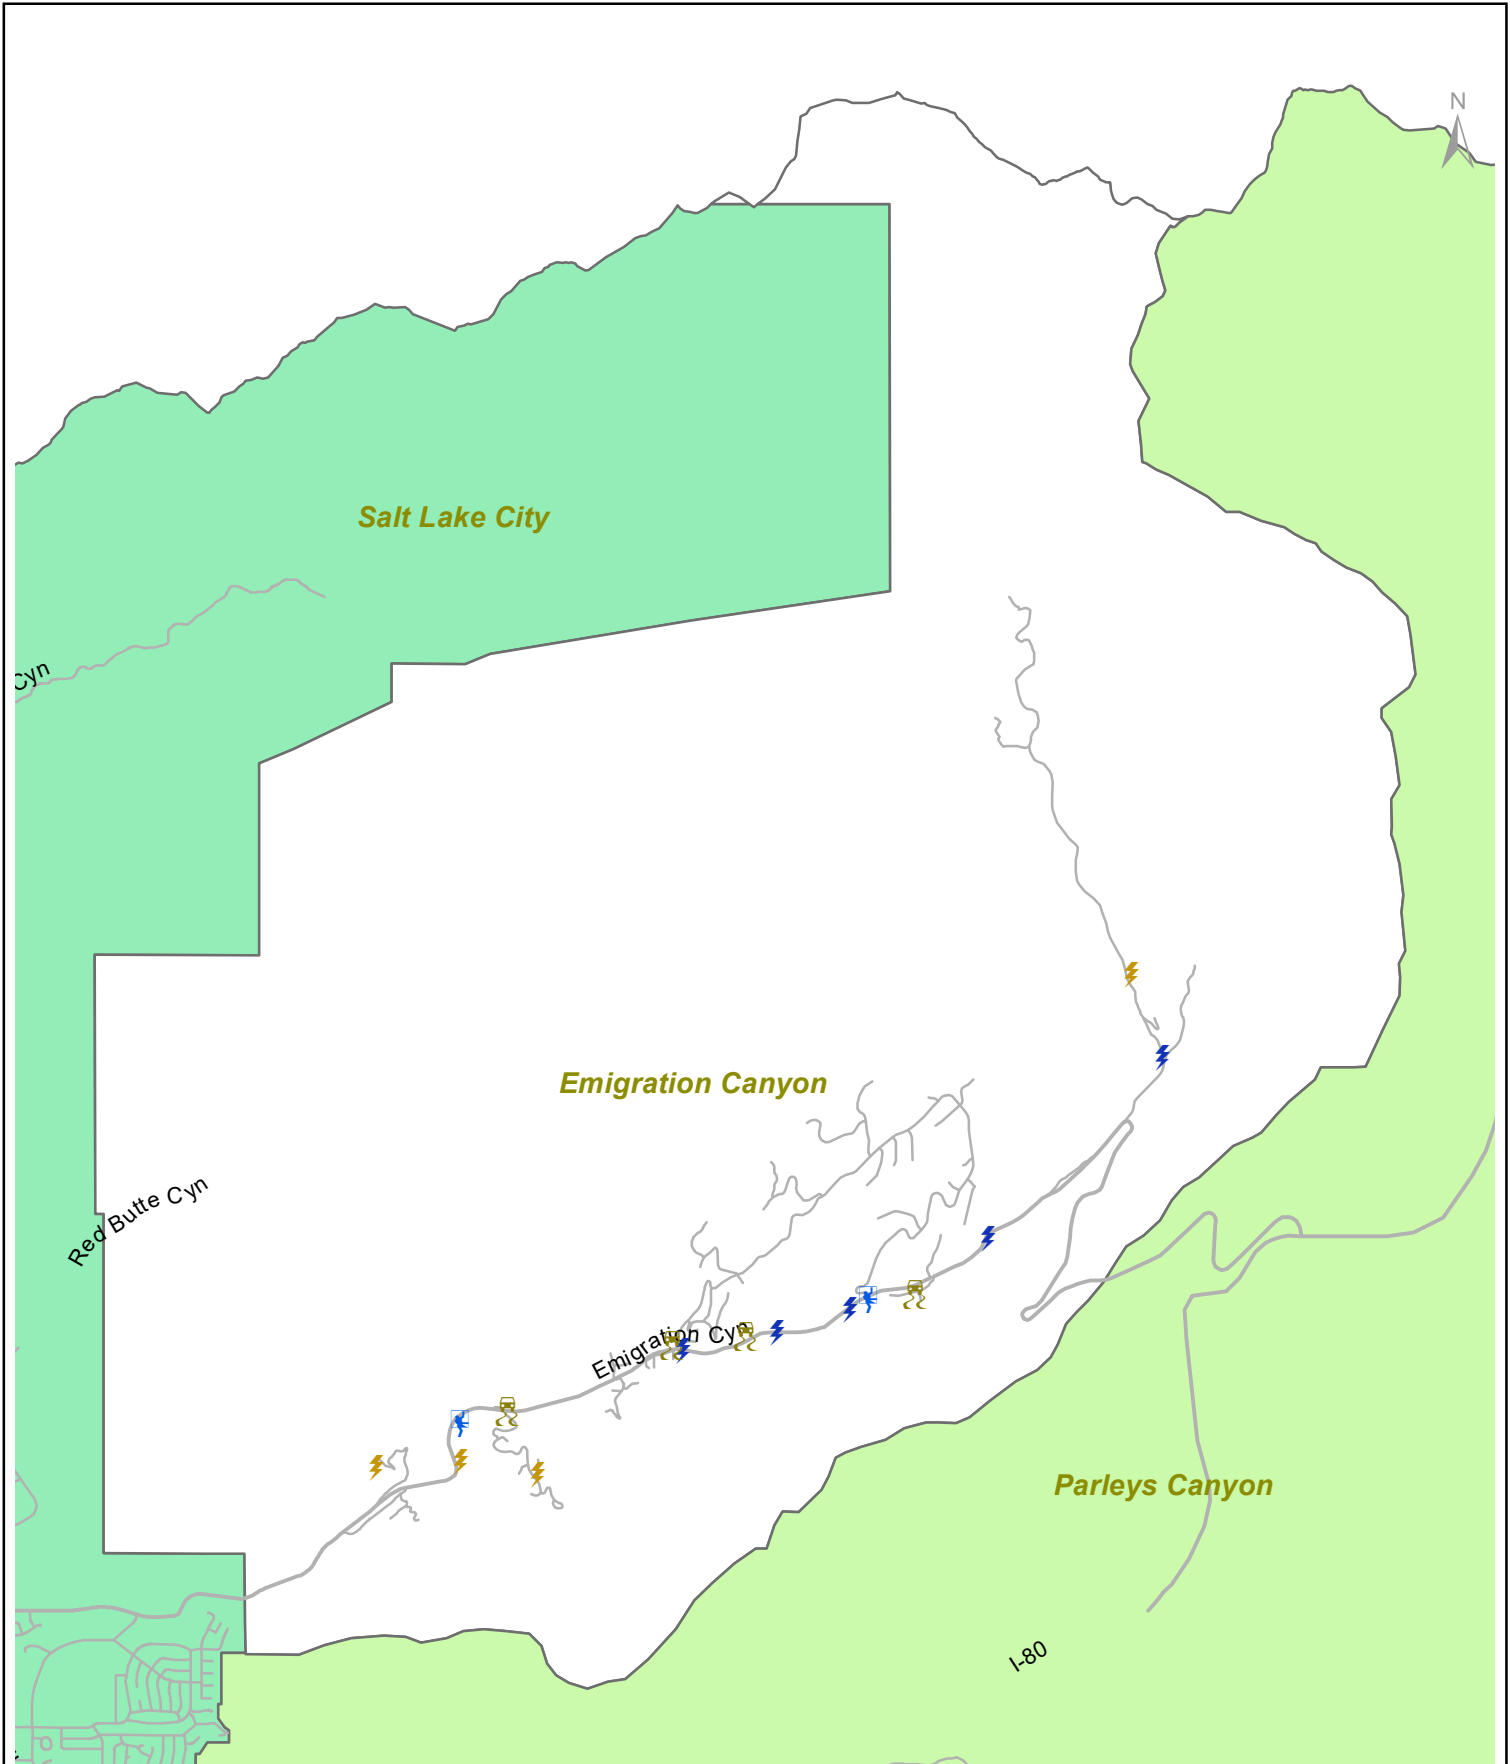 N
Salt Lake City
Cyn
Emigration Canyon
Red Butte Cyn
Emigration Cyn
Parleys Canyon
I-80